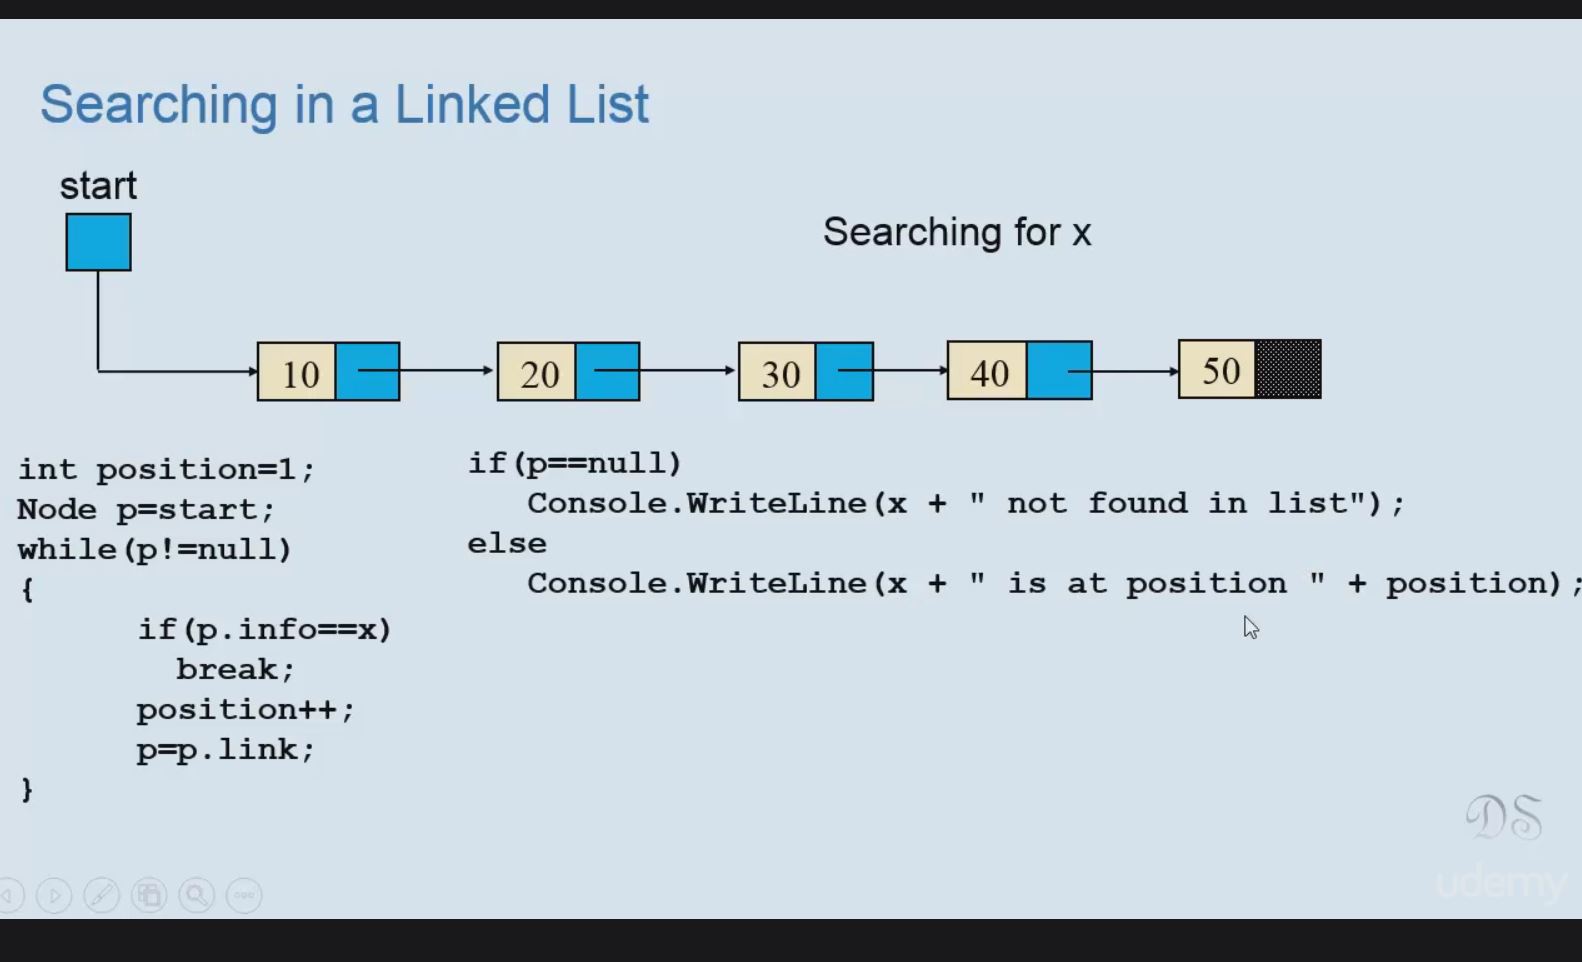 Searching in a Linked List
start
Searching for x
10 20 30 40 50
int position=1;
Node p=start;
while(p!=null)
{
if(p.info==x)
break;
position++;
p=p.link;
}
if(p==null)
Console.WriteLine(x + " not found in list");
else
Console.WriteLine(x + " is at position " + position);
DS
udemy